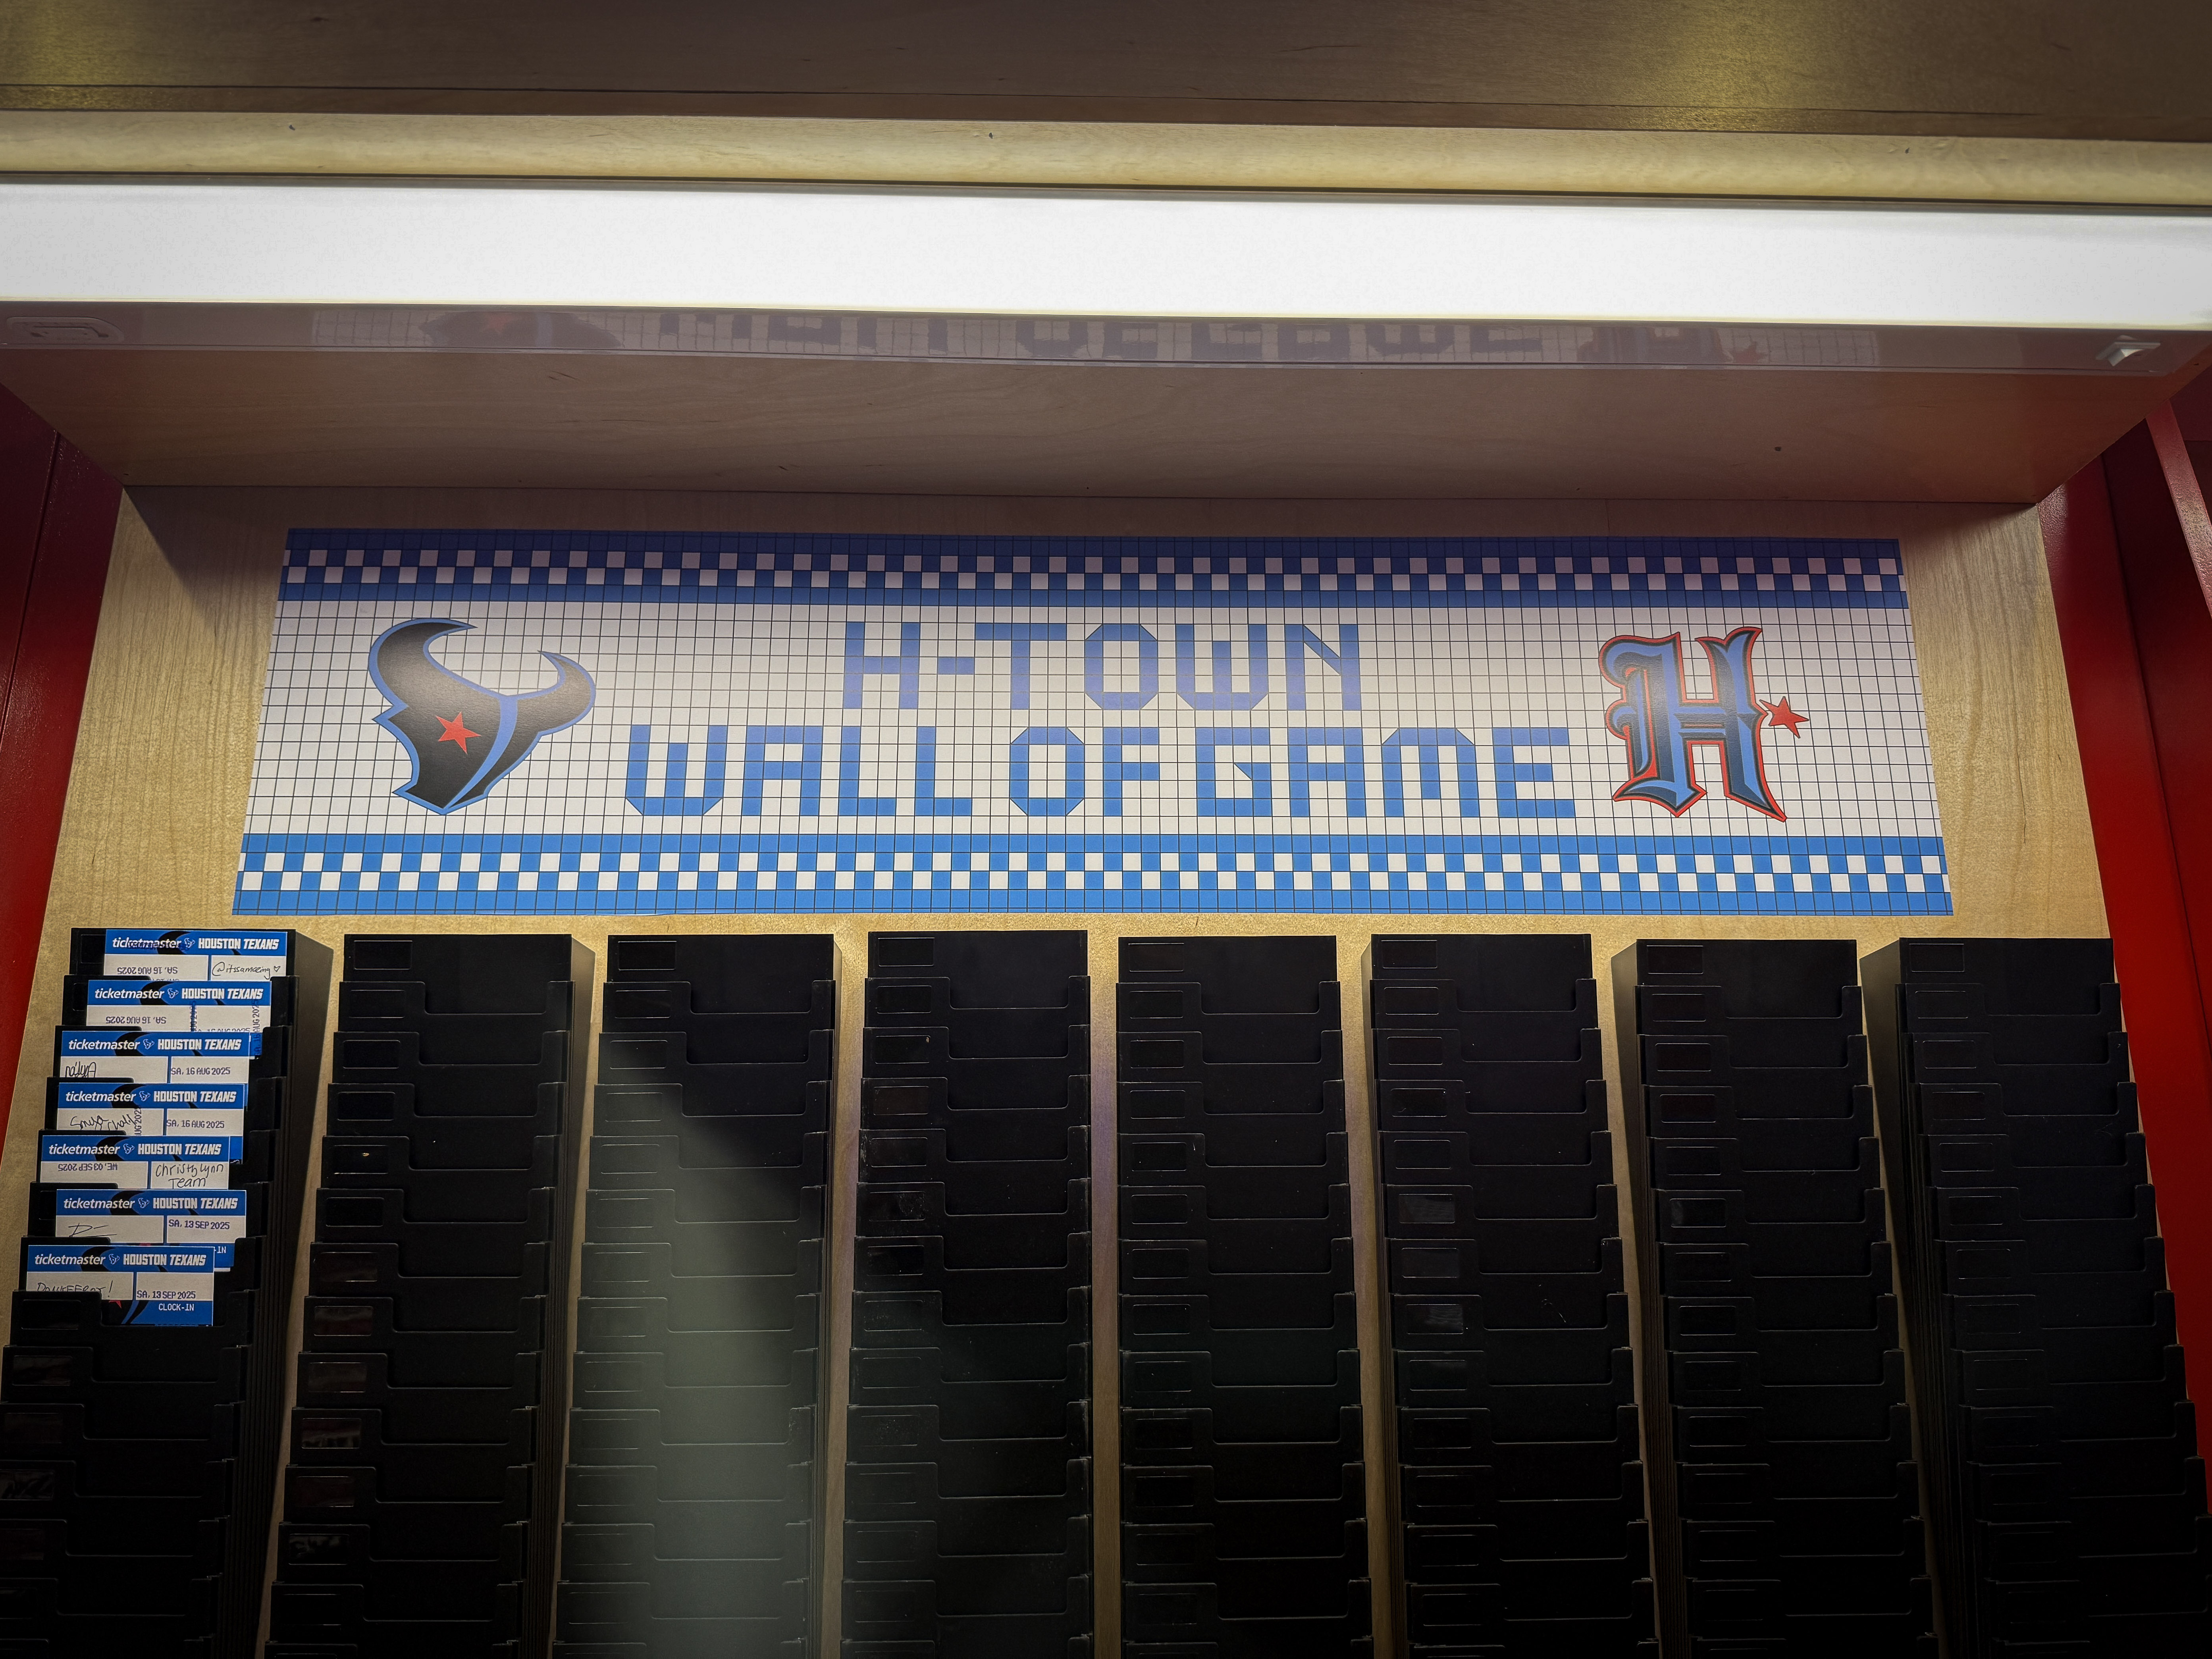 H-TOWN
WALL OF GAME
ticketmaster HOUSTON TEXANS
SA, 16 AUG 2025 @itssamazing
ticketmaster HOUSTON TEXANS
SA, 16 AUG 2025
ticketmaster HOUSTON TEXANS
SA, 16 AUG 2025
ticketmaster HOUSTON TEXANS
SA, 16 AUG 2025
ticketmaster HOUSTON TEXANS
WE, 03 SEP 2025 Christy Lynn
Team
ticketmaster HOUSTON TEXANS
SA, 13 SEP 2025
ticketmaster HOUSTON TEXANS
SA, 13 SEP 2025
CLOCK-IN